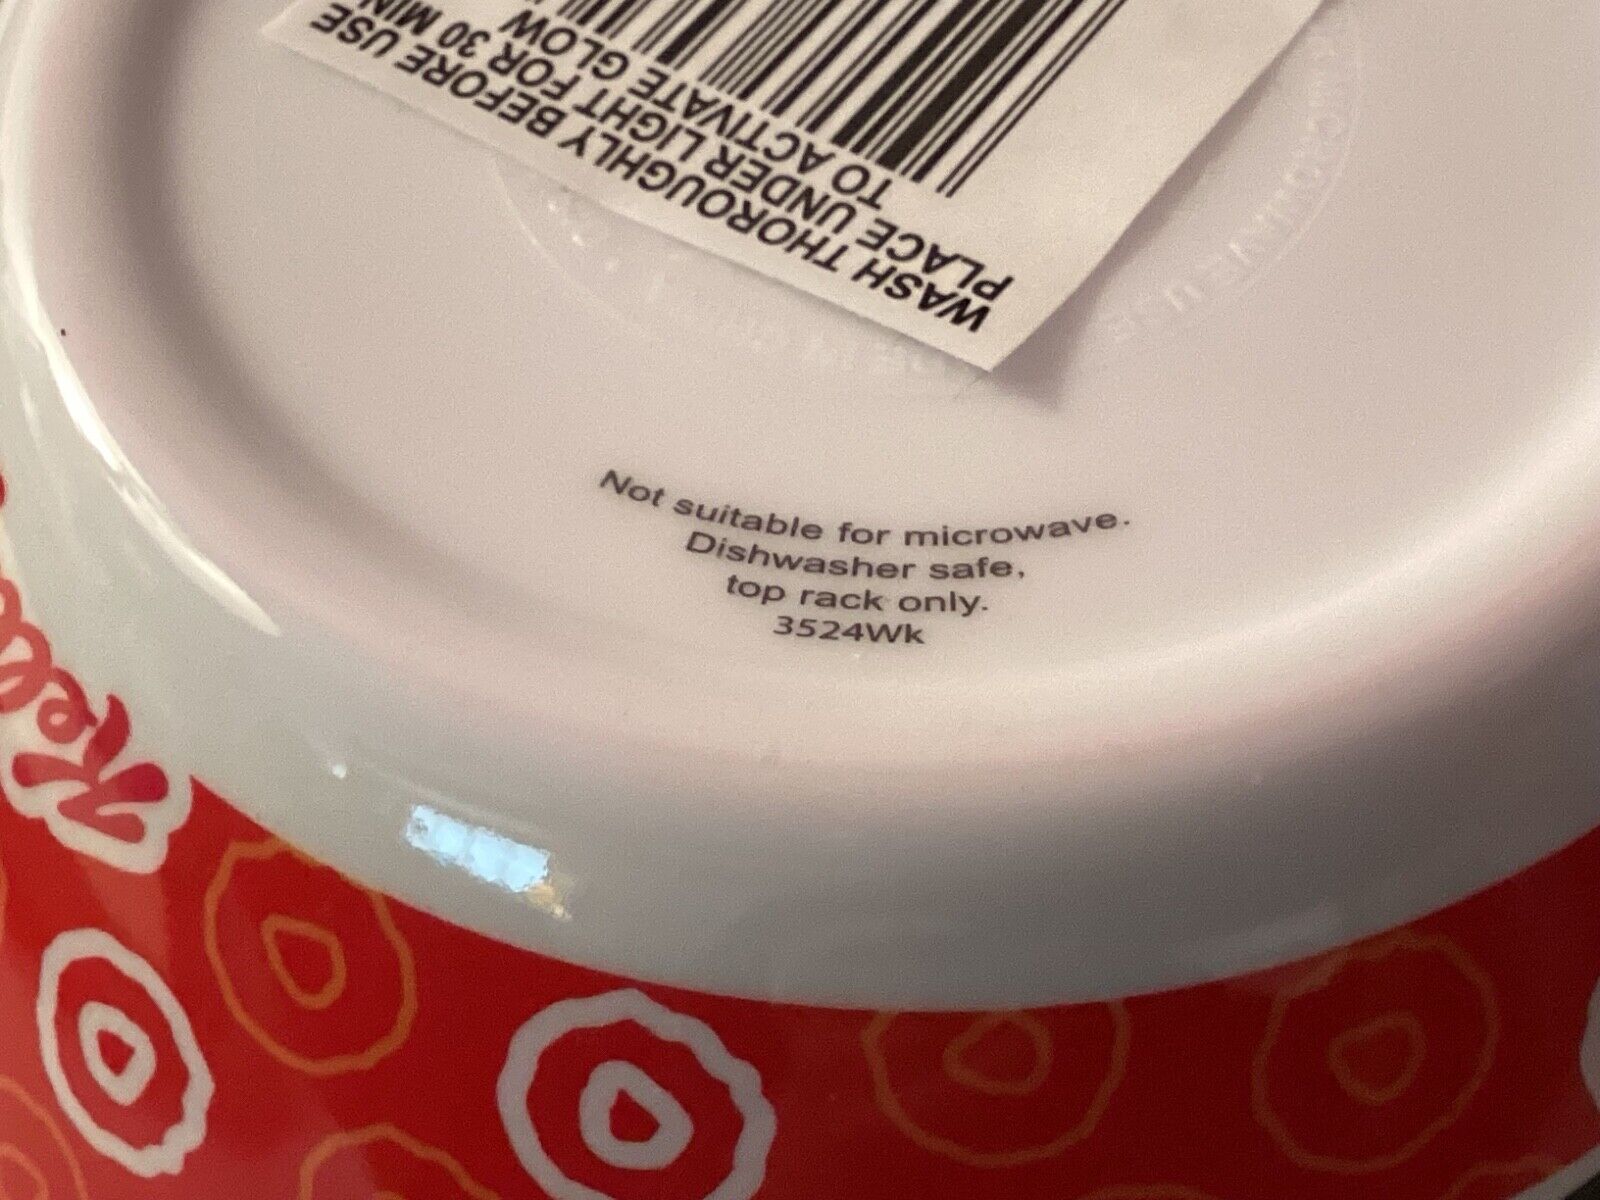 WASH THOROUGHLY BEFORE USE
PLACE UNDER LIGHT FOR 30 MIN
TO ACTIVATE GLOW
Not suitable for microwave.
Dishwasher safe,
top rack only.
3524Wk